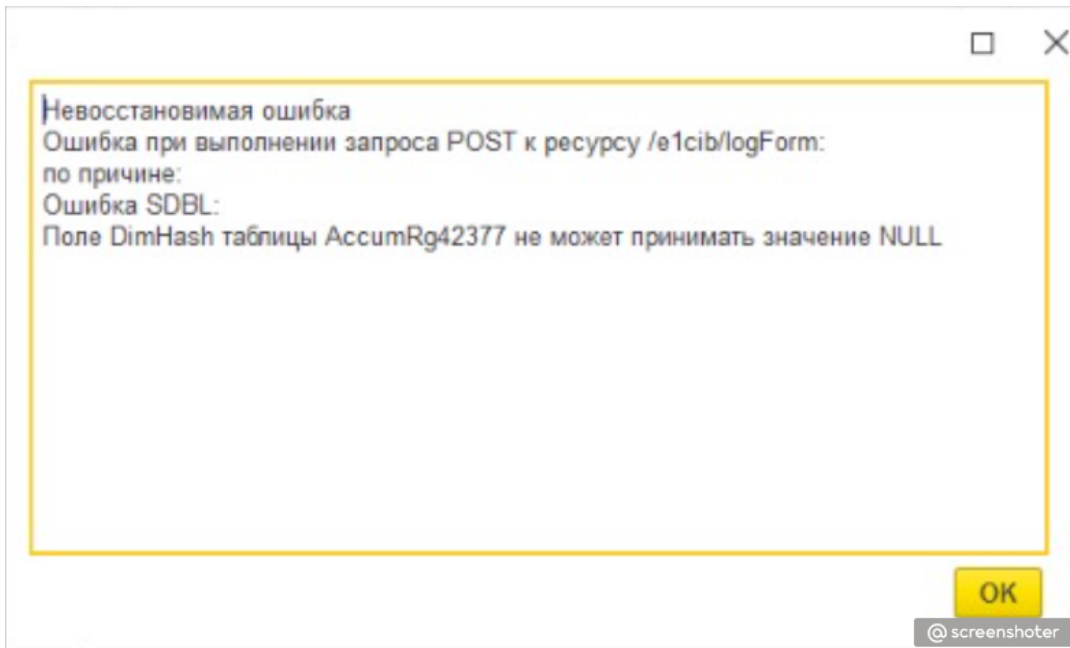 Невосстановимая ошибка
Ошибка при выполнении запроса POST к ресурсу /e1cib/logForm:
по причине:
Ошибка SDBL:
Поле DimHash таблицы AccumRg42377 не может принимать значение NULL
OK
@screenshoter